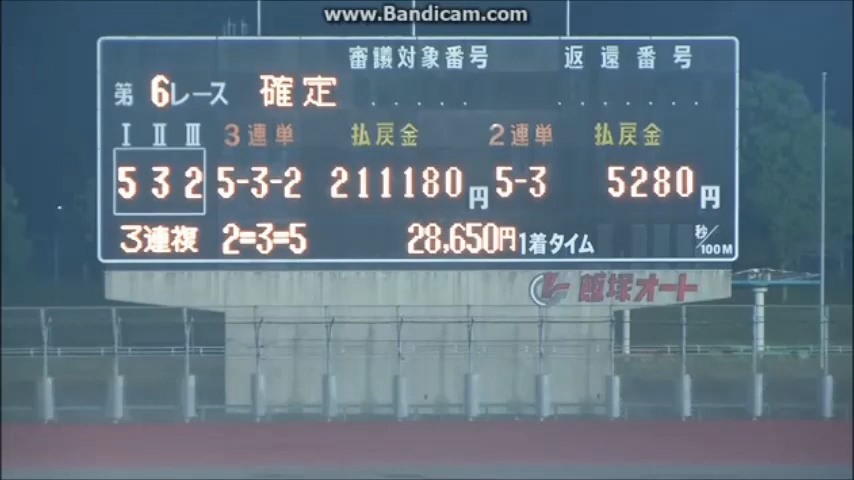 www.Bandicam.com
審議対象番号 返還番号
第 6レース 確定
Ⅰ Ⅱ Ⅲ 3連単 払戻金 2連単 払戻金
5 3 2 5-3-2 211180円 5-3 5280円
3連複 2=3=5 28,650円 1着タイム 秒/100M
飯塚オート